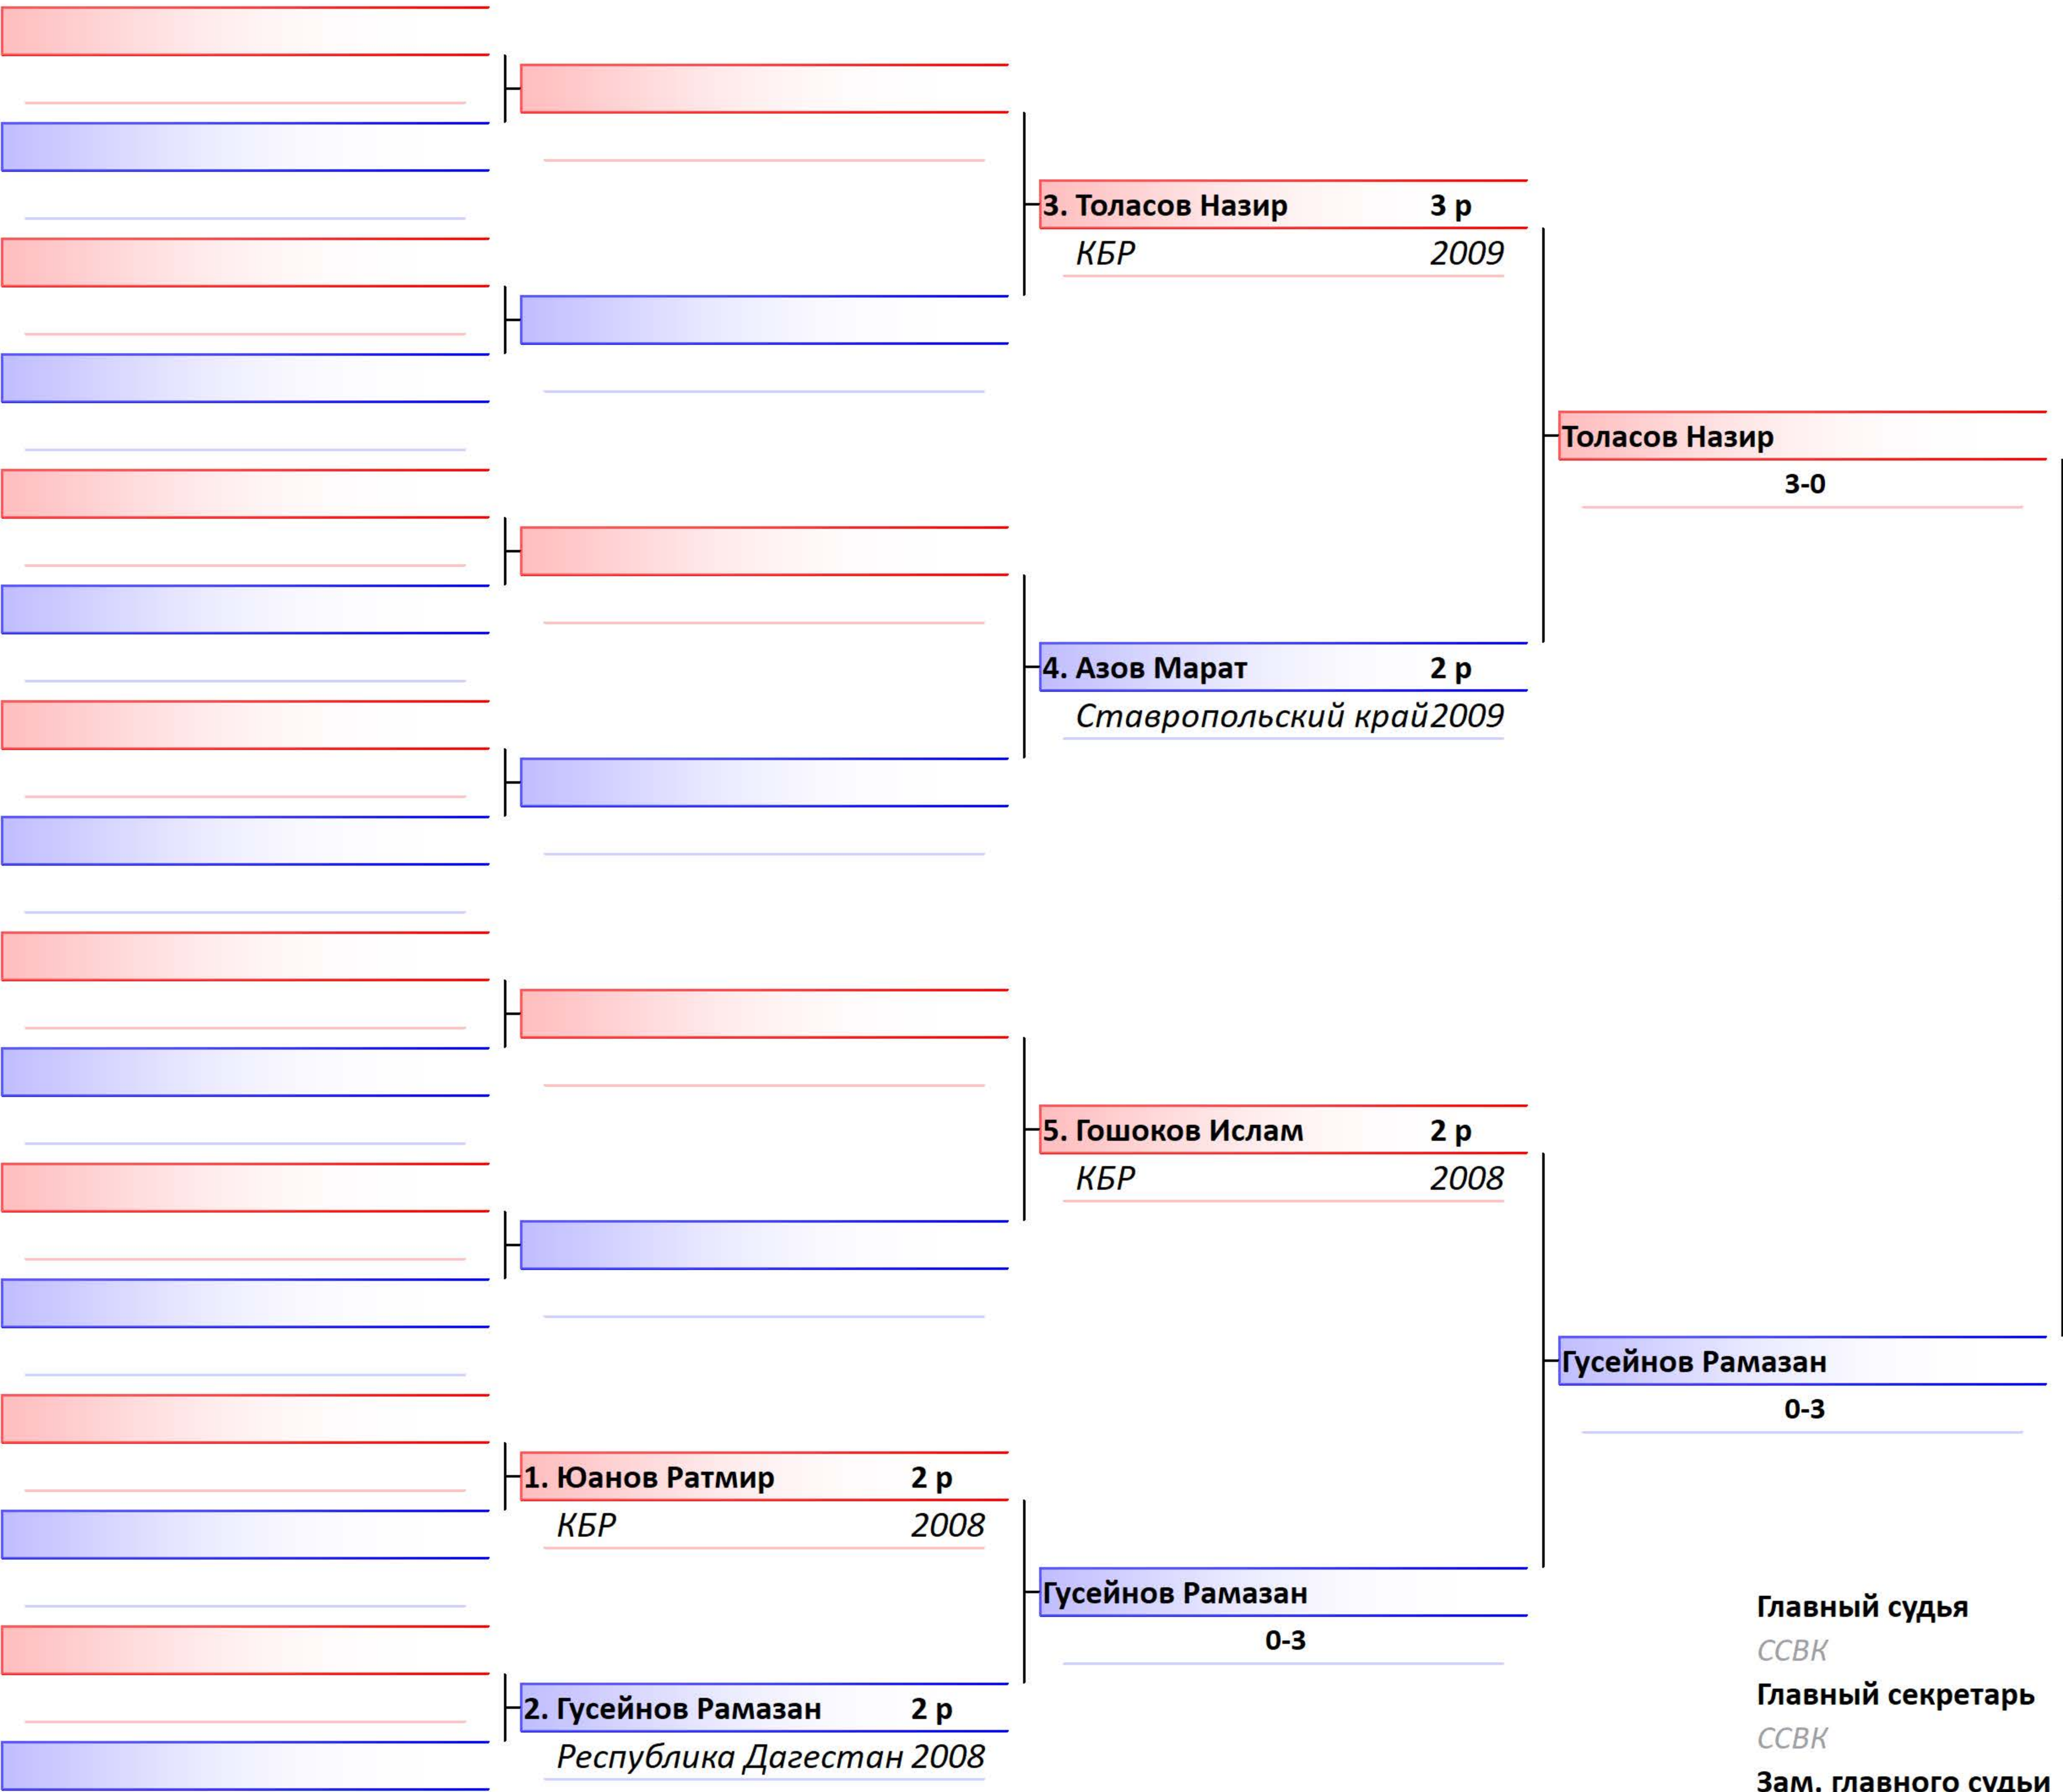 3. Толасов Назир 3 р
КБР 2009
Толасов Назир
3-0
4. Азов Марат 2 р
Ставропольский край 2009
5. Гошоков Ислам 2 р
КБР 2008
Гусейнов Рамазан
0-3
1. Юанов Ратмир 2 р
КБР 2008
Гусейнов Рамазан
0-3
2. Гусейнов Рамазан 2 р
Республика Дагестан 2008
Главный судья
ССВК
Главный секретарь
ССВК
Зам. главного судьи